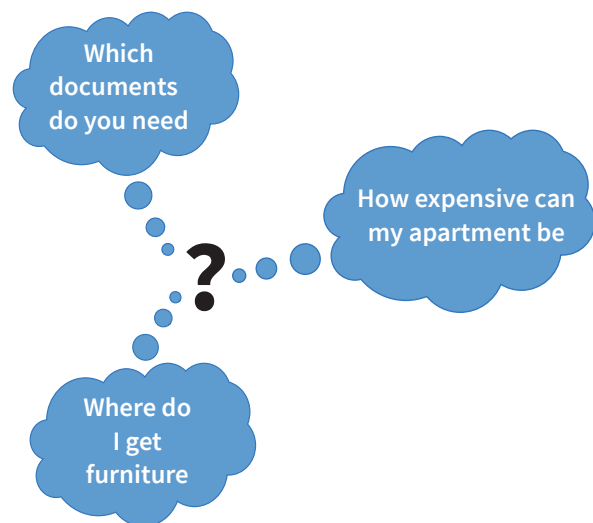 Which
documents
do you need
How expensive can
my apartment be
?
Where do
I get
furniture